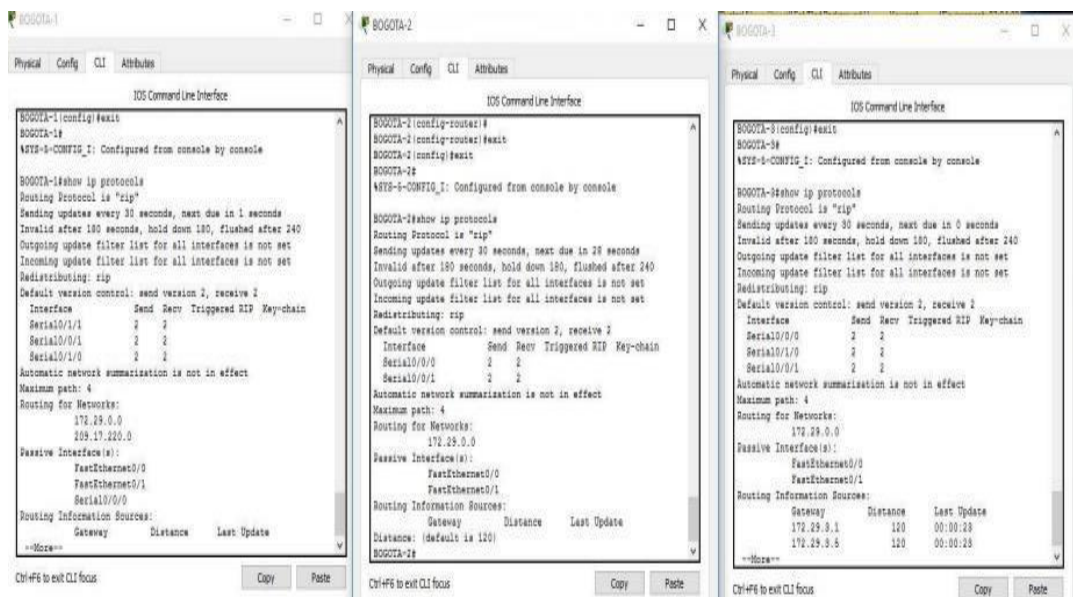 BOGOTA-1
Physical Config CLI Attributes
IOS Command Line Interface
BOGOTA-1(config)#exit
BOGOTA-1#
%SYS-5-CONFIG_I: Configured from console by console
BOGOTA-1#show ip protocols
Routing Protocol is "rip"
Sending updates every 30 seconds, next due in 1 seconds
Invalid after 180 seconds, hold down 180, flushed after 240
Outgoing update filter list for all interfaces is not set
Incoming update filter list for all interfaces is not set
Redistributing: rip
Default version control: send version 2, receive 2
Interface Send Recv Triggered RIP Key-chain
Serial0/1/1 2 2
Serial0/0/1 2 2
Serial0/1/0 2 2
Automatic network summarization is not in effect
Maximum path: 4
Routing for Networks:
172.29.0.0
209.17.220.0
Passive Interface(s):
FastEthernet0/0
FastEthernet0/1
Serial0/0/0
Routing Information Sources:
Gateway Distance Last Update
--More--
Ctrl+F6 to exit CLI focus
Copy Paste
BOGOTA-2
Physical Config CLI Attributes
IOS Command Line Interface
BOGOTA-2(config-router)#
BOGOTA-2(config-router)#exit
BOGOTA-2(config)#exit
BOGOTA-2#
%SYS-5-CONFIG_I: Configured from console by console
BOGOTA-2#show ip protocols
Routing Protocol is "rip"
Sending updates every 30 seconds, next due in 28 seconds
Invalid after 180 seconds, hold down 180, flushed after 240
Outgoing update filter list for all interfaces is not set
Incoming update filter list for all interfaces is not set
Redistributing: rip
Default version control: send version 2, receive 2
Interface Send Recv Triggered RIP Key-chain
Serial0/0/0 2 2
Serial0/0/1 2 2
Automatic network summarization is not in effect
Maximum path: 4
Routing for Networks:
172.29.0.0
Passive Interface(s):
FastEthernet0/0
FastEthernet0/1
Routing Information Sources:
Gateway Distance Last Update
Distance: (default is 120)
BOGOTA-2#
Ctrl+F6 to exit CLI focus
Copy Paste
BOGOTA-3
Physical Config CLI Attributes
IOS Command Line Interface
BOGOTA-3(config)#exit
BOGOTA-3#
%SYS-5-CONFIG_I: Configured from console by console
BOGOTA-3#show ip protocols
Routing Protocol is "rip"
Sending updates every 30 seconds, next due in 0 seconds
Invalid after 180 seconds, hold down 180, flushed after 240
Outgoing update filter list for all interfaces is not set
Incoming update filter list for all interfaces is not set
Redistributing: rip
Default version control: send version 2, receive 2
Interface Send Recv Triggered RIP Key-chain
Serial0/0/0 2 2
Serial0/1/0 2 2
Serial0/0/1 2 2
Automatic network summarization is not in effect
Maximum path: 4
Routing for Networks:
172.29.0.0
Passive Interface(s):
FastEthernet0/0
FastEthernet0/1
Routing Information Sources:
Gateway Distance Last Update
172.29.3.1 120 00:00:23
172.29.3.5 120 00:00:23
--More--
Ctrl+F6 to exit CLI focus
Copy Paste